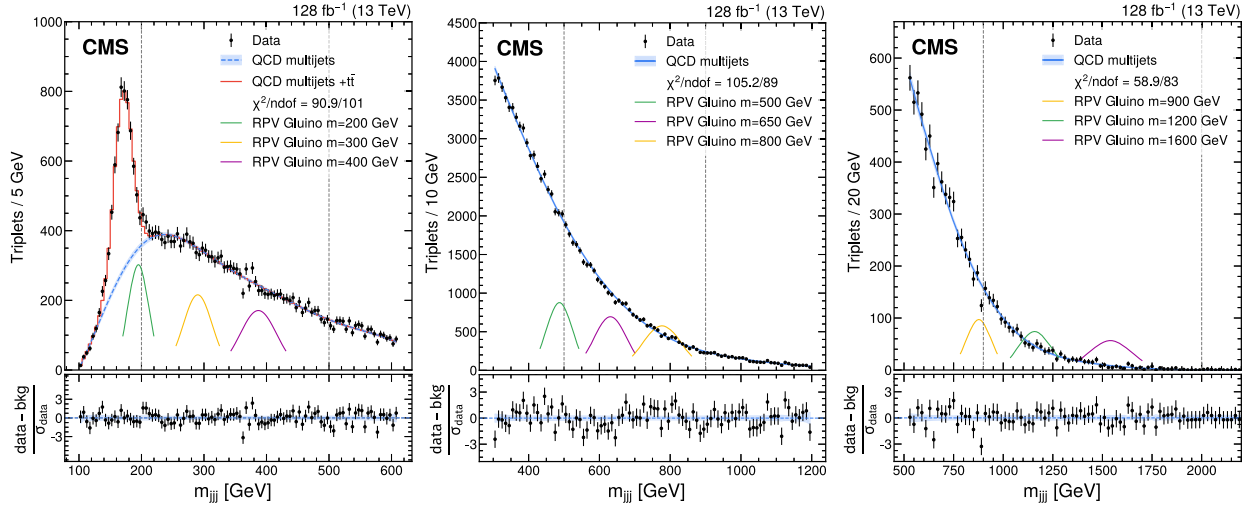 128 fb⁻¹ (13 TeV)
CMS
Data
QCD multijets
QCD multijets +tt̄
χ²/ndof = 90.9/101
RPV Gluino m=200 GeV
RPV Gluino m=300 GeV
RPV Gluino m=400 GeV
Triplets / 5 GeV
1000
800
600
400
200
0
data – bkg
σdata
3
0
-3
100 200 300 400 500 600
mjjj [GeV]
128 fb⁻¹ (13 TeV)
CMS
Data
QCD multijets
χ²/ndof = 105.2/89
RPV Gluino m=500 GeV
RPV Gluino m=650 GeV
RPV Gluino m=800 GeV
Triplets / 10 GeV
4500
4000
3500
3000
2500
2000
1500
1000
500
0
data – bkg
σdata
3
0
-3
400 600 800 1000 1200
mjjj [GeV]
128 fb⁻¹ (13 TeV)
CMS
Data
QCD multijets
χ²/ndof = 58.9/83
RPV Gluino m=900 GeV
RPV Gluino m=1200 GeV
RPV Gluino m=1600 GeV
Triplets / 20 GeV
600
500
400
300
200
100
0
data – bkg
σdata
3
0
-3
500 750 1000 1250 1500 1750 2000
mjjj [GeV]